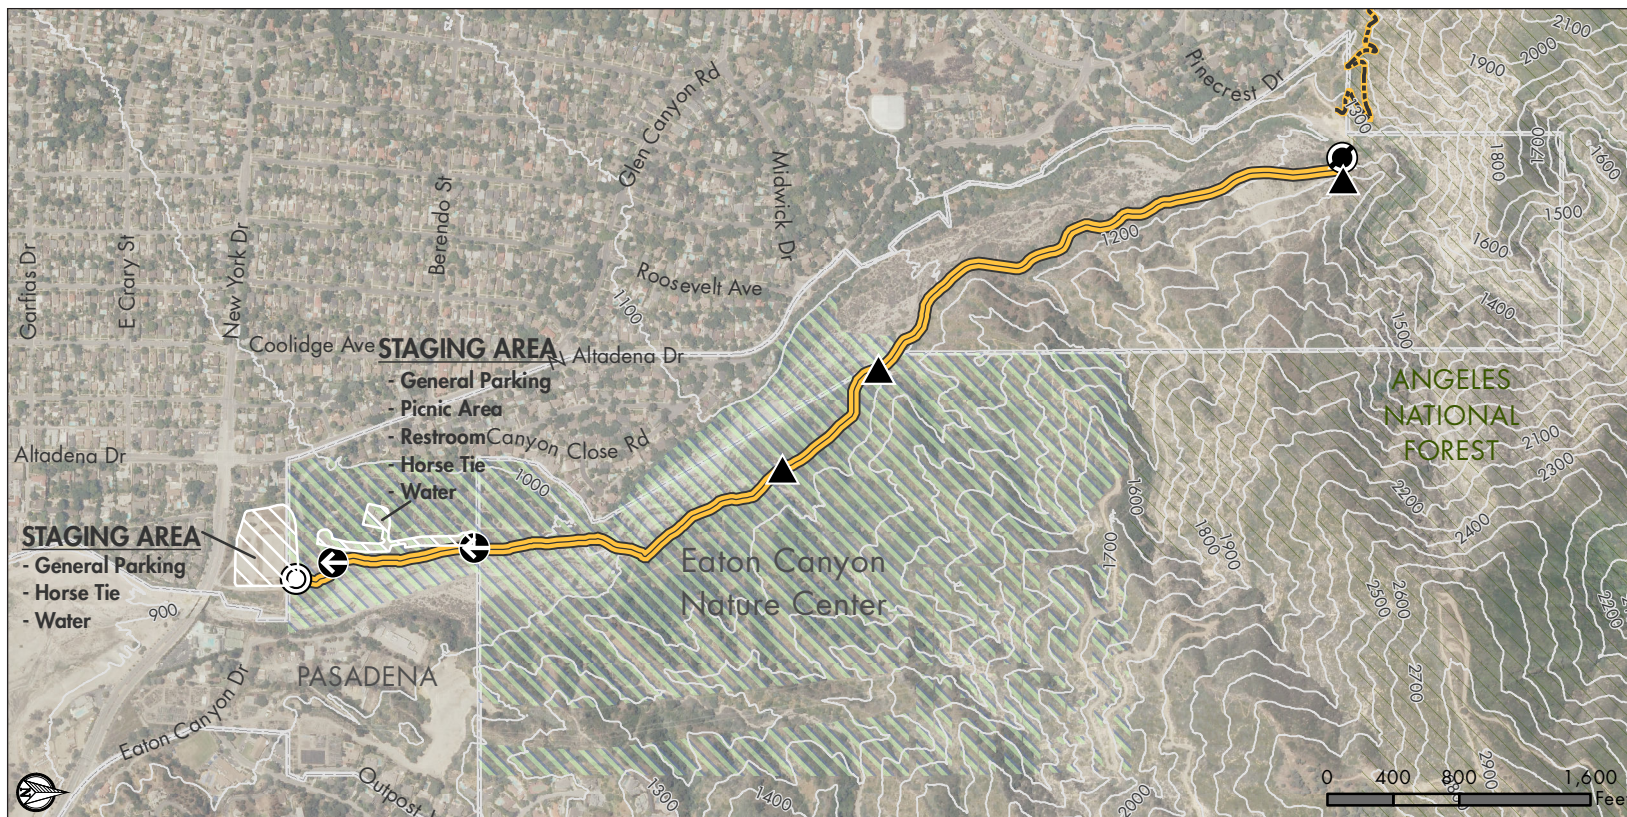 2100
2000
1900
Pinecrest Dr
1300
Glen Canyon Rd
Midwick Dr
Berendo St
New York Dr
E Crary St
Garfias Dr
1800
1600
1500
1200
1600
Roosevelt Ave
1100
1400
1500
Coolidge Ave
N Altadena Dr
STAGING AREA
- General Parking
- Picnic Area
- Restroom
- Horse Tie
- Water
Canyon Close Rd
1000
Altadena Dr
ANGELES
NATIONAL
FOREST
2100
2300
2200
2400
1600
1700
1800
1900
STAGING AREA
- General Parking
- Horse Tie
- Water
900
Eaton Canyon
Nature Center
2500
2600
2200
2700
PASADENA
Eaton Canyon Dr
Outpost
1300
1400
2000
2900
N
0 400 800 1,600
Feet